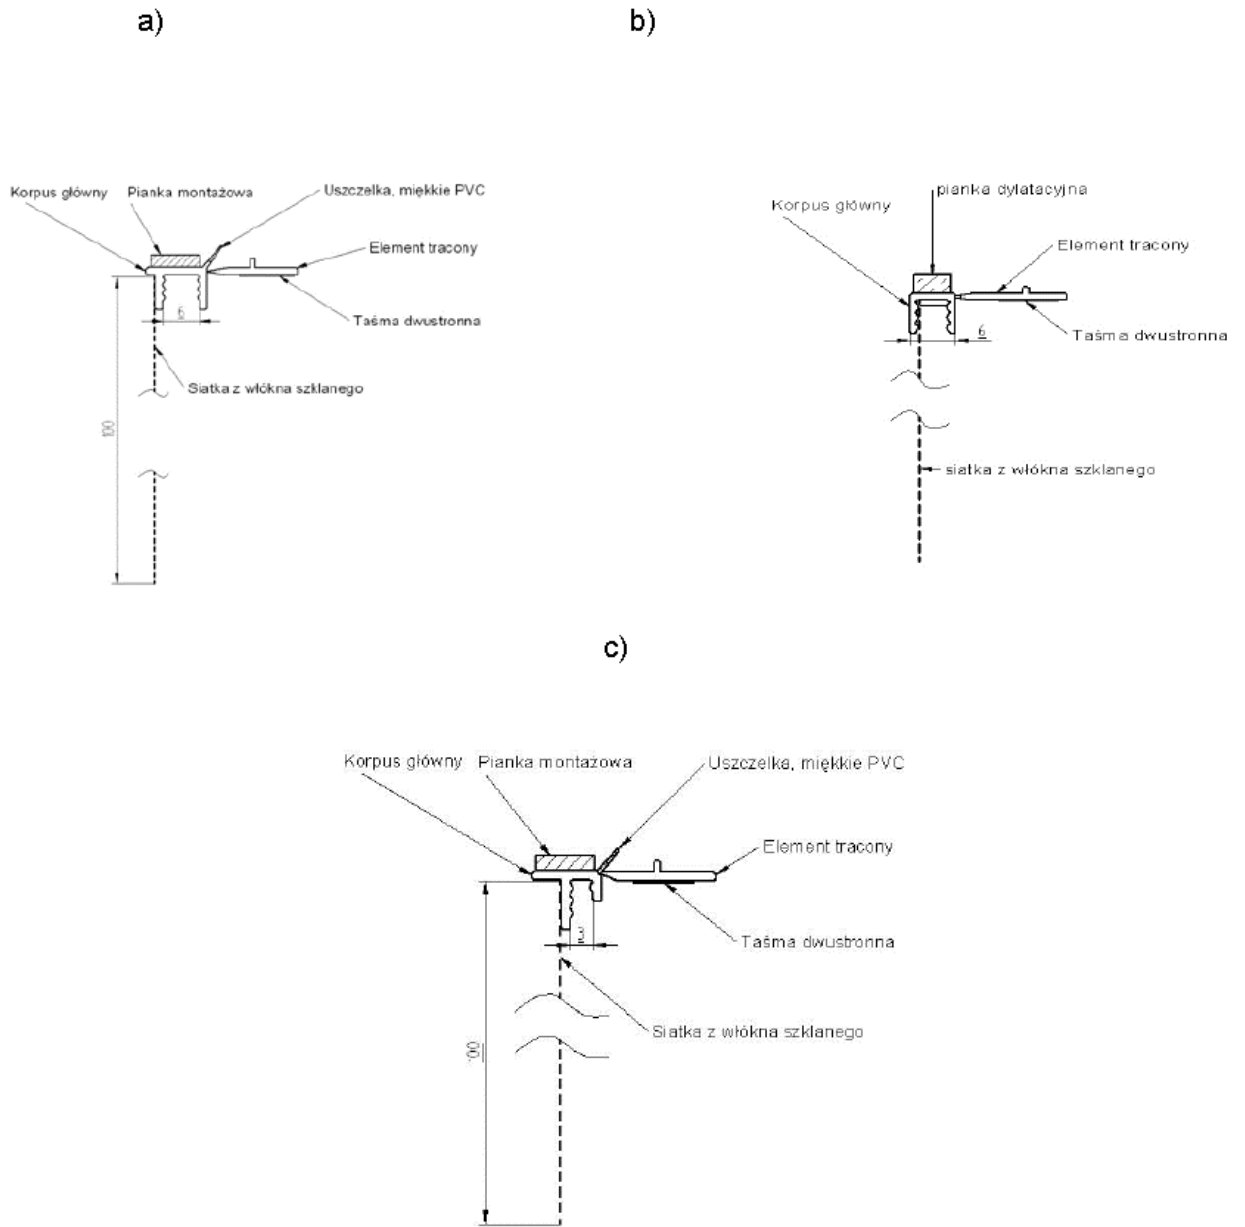 a)
Korpus główny
Pianka montażowa
Uszczelka, miękkie PVC
Element tracony
Taśma dwustronna
6
Siatka z włókna szklanego
100
b)
pianka dylatacyjna
Korpus główny
Element tracony
Taśma dwustronna
6
siatka z włókna szklanego
c)
Korpus główny
Pianka montażowa
Uszczelka, miękkie PVC
Element tracony
Taśma dwustronna
3
Siatka z włókna szklanego
100